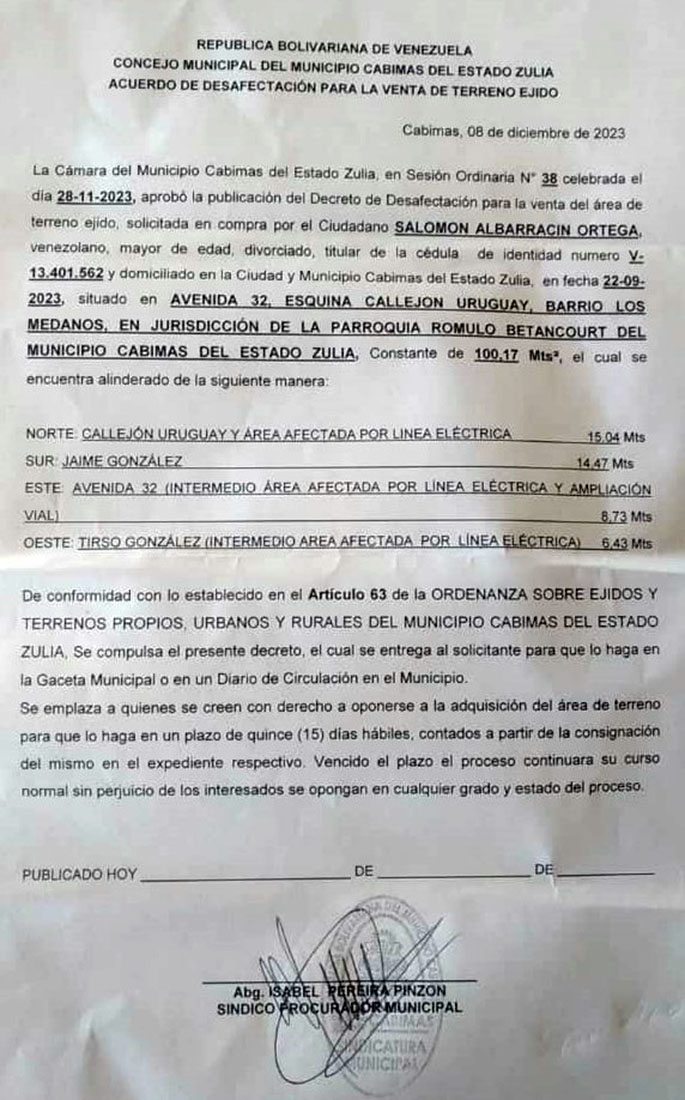 REPUBLICA BOLIVARIANA DE VENEZUELA
CONCEJO MUNICIPAL DEL MUNICIPIO CABIMAS DEL ESTADO ZULIA
ACUERDO DE DESAFECTACIÓN PARA LA VENTA DE TERRENO EJIDO
Cabimas, 08 de diciembre de 2023
La Cámara del Municipio Cabimas del Estado Zulia, en Sesión Ordinaria N° 38 celebrada el
día 28-11-2023, aprobó la publicación del Decreto de Desafectación para la venta del área de
terreno ejido, solicitada en compra por el Ciudadano SALOMON ALBARRACIN ORTEGA,
venezolano, mayor de edad, divorciado, titular de la cédula de identidad numero V-
13.401.562 y domiciliado en la Ciudad y Municipio Cabimas del Estado Zulia, en fecha 22-09-
2023, situado en AVENIDA 32, ESQUINA CALLEJON URUGUAY, BARRIO LOS
MEDANOS, EN JURISDICCIÓN DE LA PARROQUIA ROMULO BETANCOURT DEL
MUNICIPIO CABIMAS DEL ESTADO ZULIA, Constante de 100,17 Mts², el cual se
encuentra alinderado de la siguiente manera:
NORTE: CALLEJÓN URUGUAY Y ÁREA AFECTADA POR LINEA ELÉCTRICA 15,04 Mts
SUR: JAIME GONZÁLEZ 14,47 Mts
ESTE: AVENIDA 32 (INTERMEDIO ÁREA AFECTADA POR LÍNEA ELÉCTRICA Y AMPLIACIÓN
VIAL) 8,73 Mts
OESTE: TIRSO GONZÁLEZ (INTERMEDIO AREA AFECTADA POR LÍNEA ELÉCTRICA) 6,43 Mts
De conformidad con lo establecido en el Artículo 63 de la ORDENANZA SOBRE EJIDOS Y
TERRENOS PROPIOS, URBANOS Y RURALES DEL MUNICIPIO CABIMAS DEL ESTADO
ZULIA, Se compulsa el presente decreto, el cual se entrega al solicitante para que lo haga en
la Gaceta Municipal o en un Diario de Circulación en el Municipio.
Se emplaza a quienes se creen con derecho a oponerse a la adquisición del área de terreno
para que lo haga en un plazo de quince (15) días hábiles, contados a partir de la consignación
del mismo en el expediente respectivo. Vencido el plazo el proceso continuara su curso
normal sin perjuicio de los interesados se opongan en cualquier grado y estado del proceso.
PUBLICADO HOY ____ DE ____ DE ____
Abg. ISABEL PEREIRA PINZON
SINDICO PROCURADOR MUNICIPAL
CABIMAS
SINDICATURA
MUNICIPAL